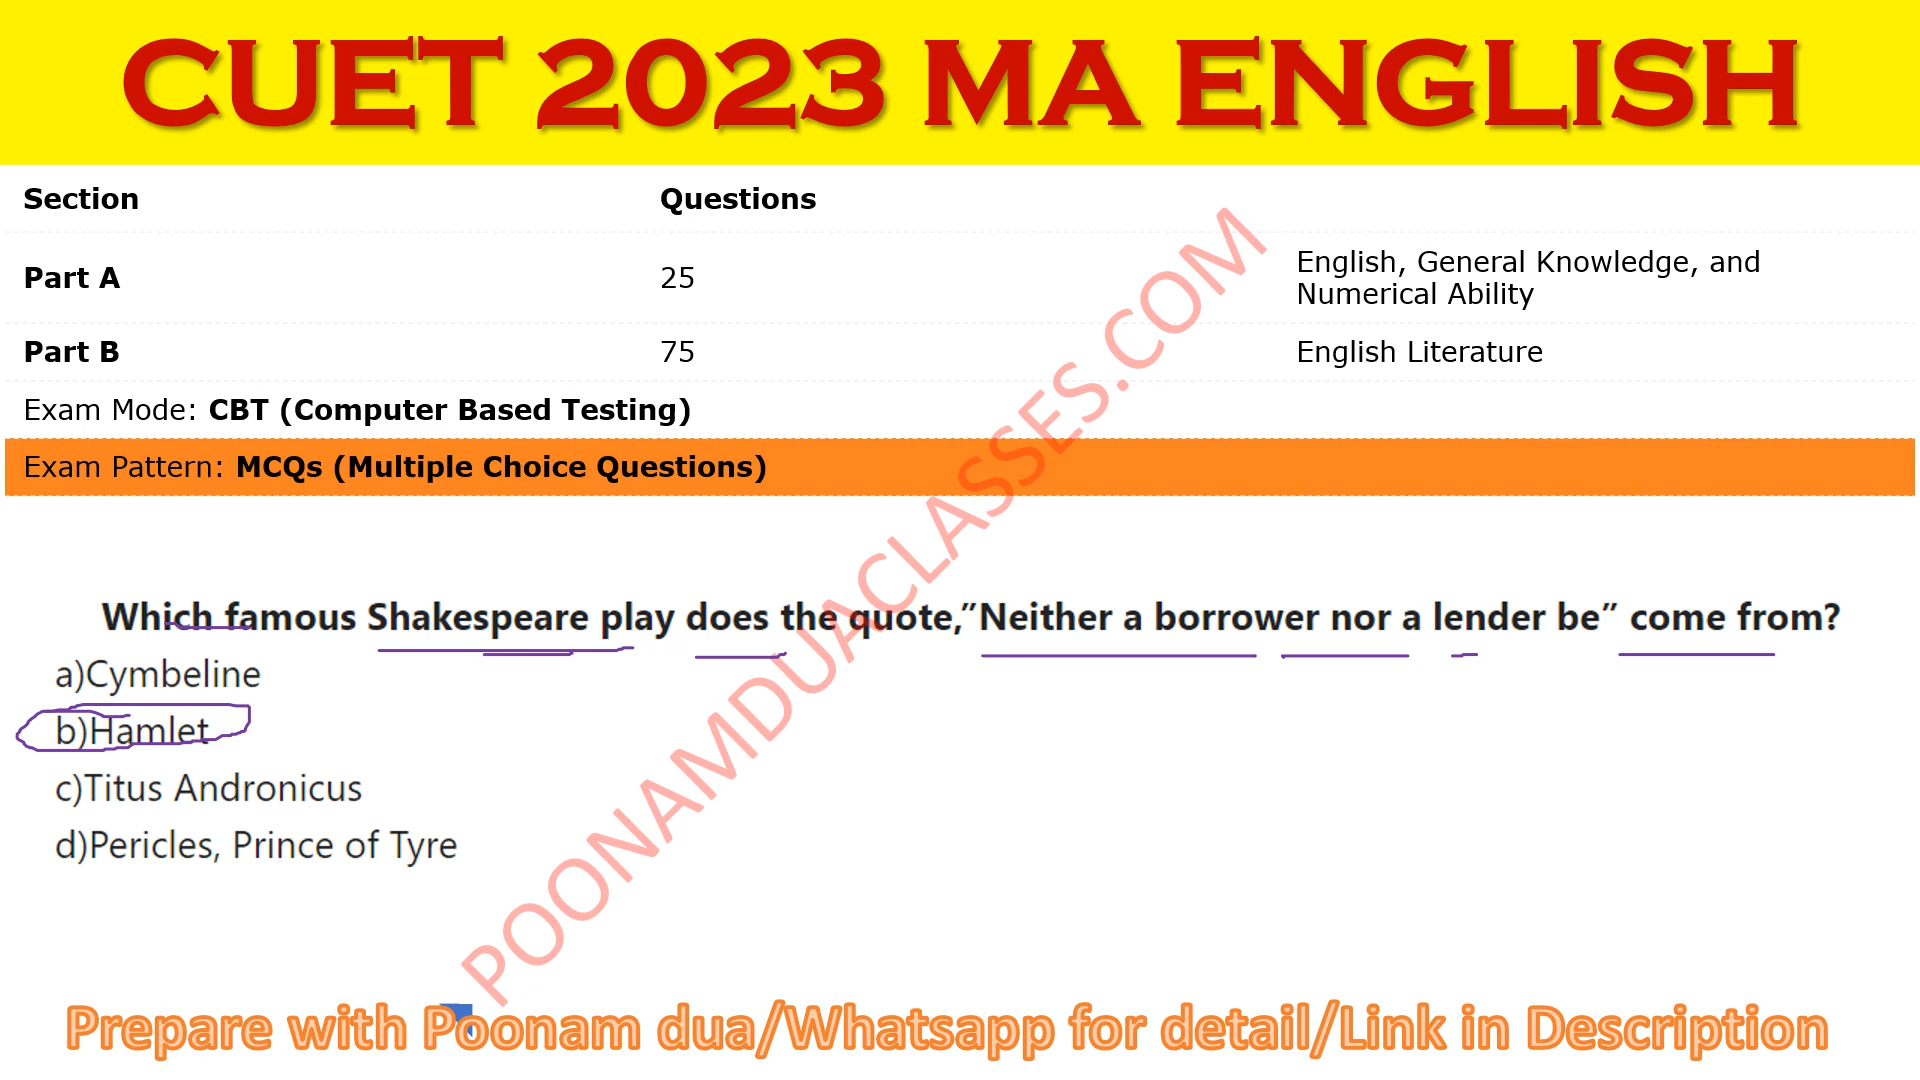 CUET 2023 MA ENGLISH
Section Questions
Part A 25 English, General Knowledge, and
Numerical Ability
Part B 75 English Literature
Exam Mode: CBT (Computer Based Testing)
Exam Pattern: MCQs (Multiple Choice Questions)
Which famous Shakespeare play does the quote,”Neither a borrower nor a lender be” come from?
a)Cymbeline
b)Hamlet
c)Titus Andronicus
d)Pericles, Prince of Tyre
POONAMDUACLASSES.COM
Prepare with Poonam dua/Whatsapp for detail/Link in Description